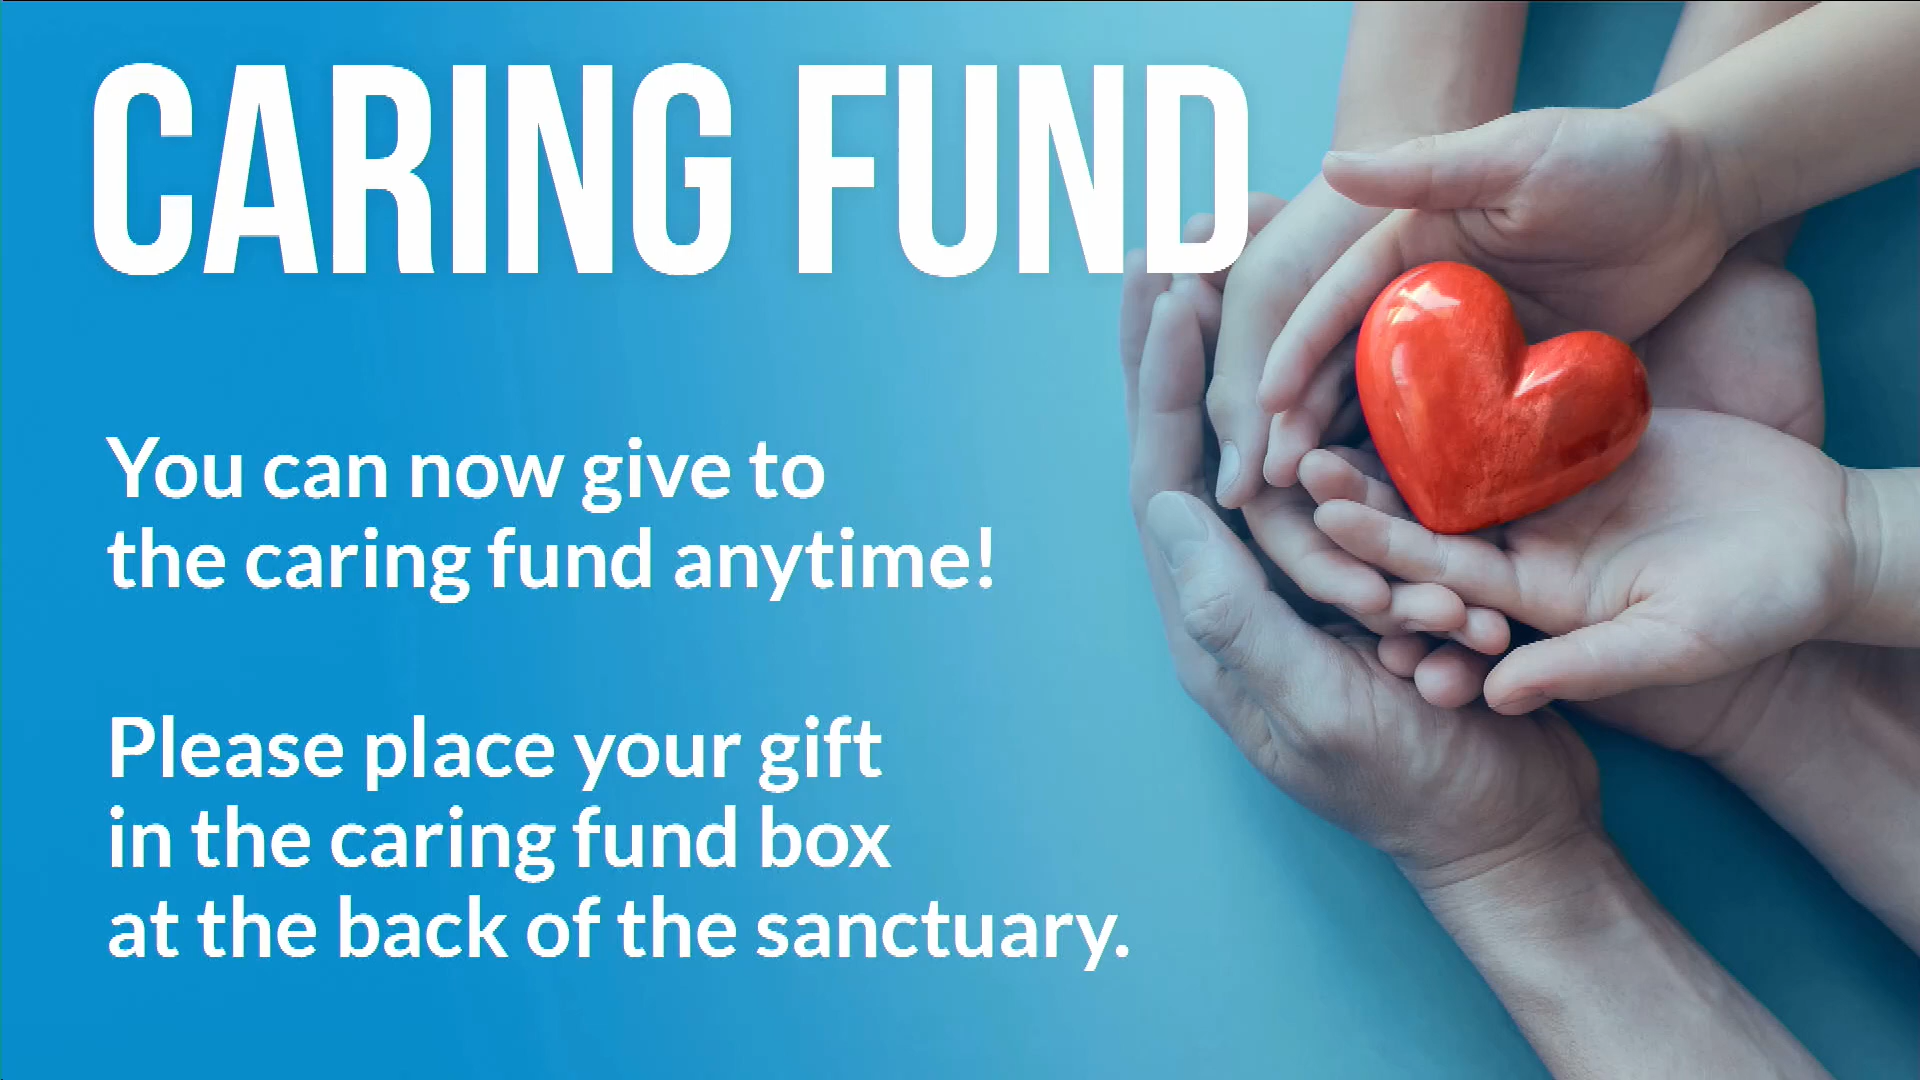 CARING FUND
You can now give to
the caring fund anytime!
Please place your gift
in the caring fund box
at the back of the sanctuary.